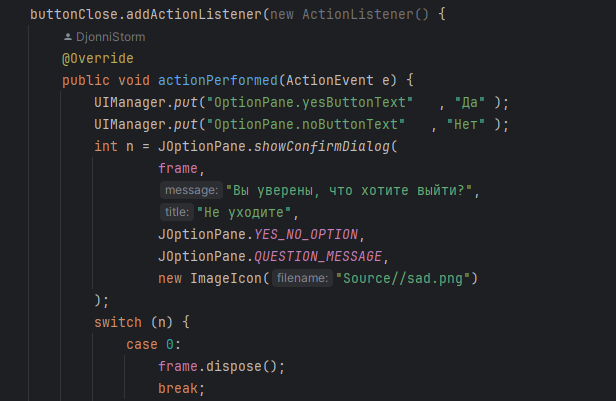 buttonClose.addActionListener(new ActionListener() {
DjonniStorm
@Override
public void actionPerformed(ActionEvent e) {
UIManager.put("OptionPane.yesButtonText"   , "Да" );
UIManager.put("OptionPane.noButtonText"   , "Нет" );
int n = JOptionPane.showConfirmDialog(
frame,
message: "Вы уверены, что хотите выйти?",
title: "Не уходите",
JOptionPane.YES_NO_OPTION,
JOptionPane.QUESTION_MESSAGE,
new ImageIcon( filename: "Source//sad.png")
);
switch (n) {
case 0:
frame.dispose();
break;